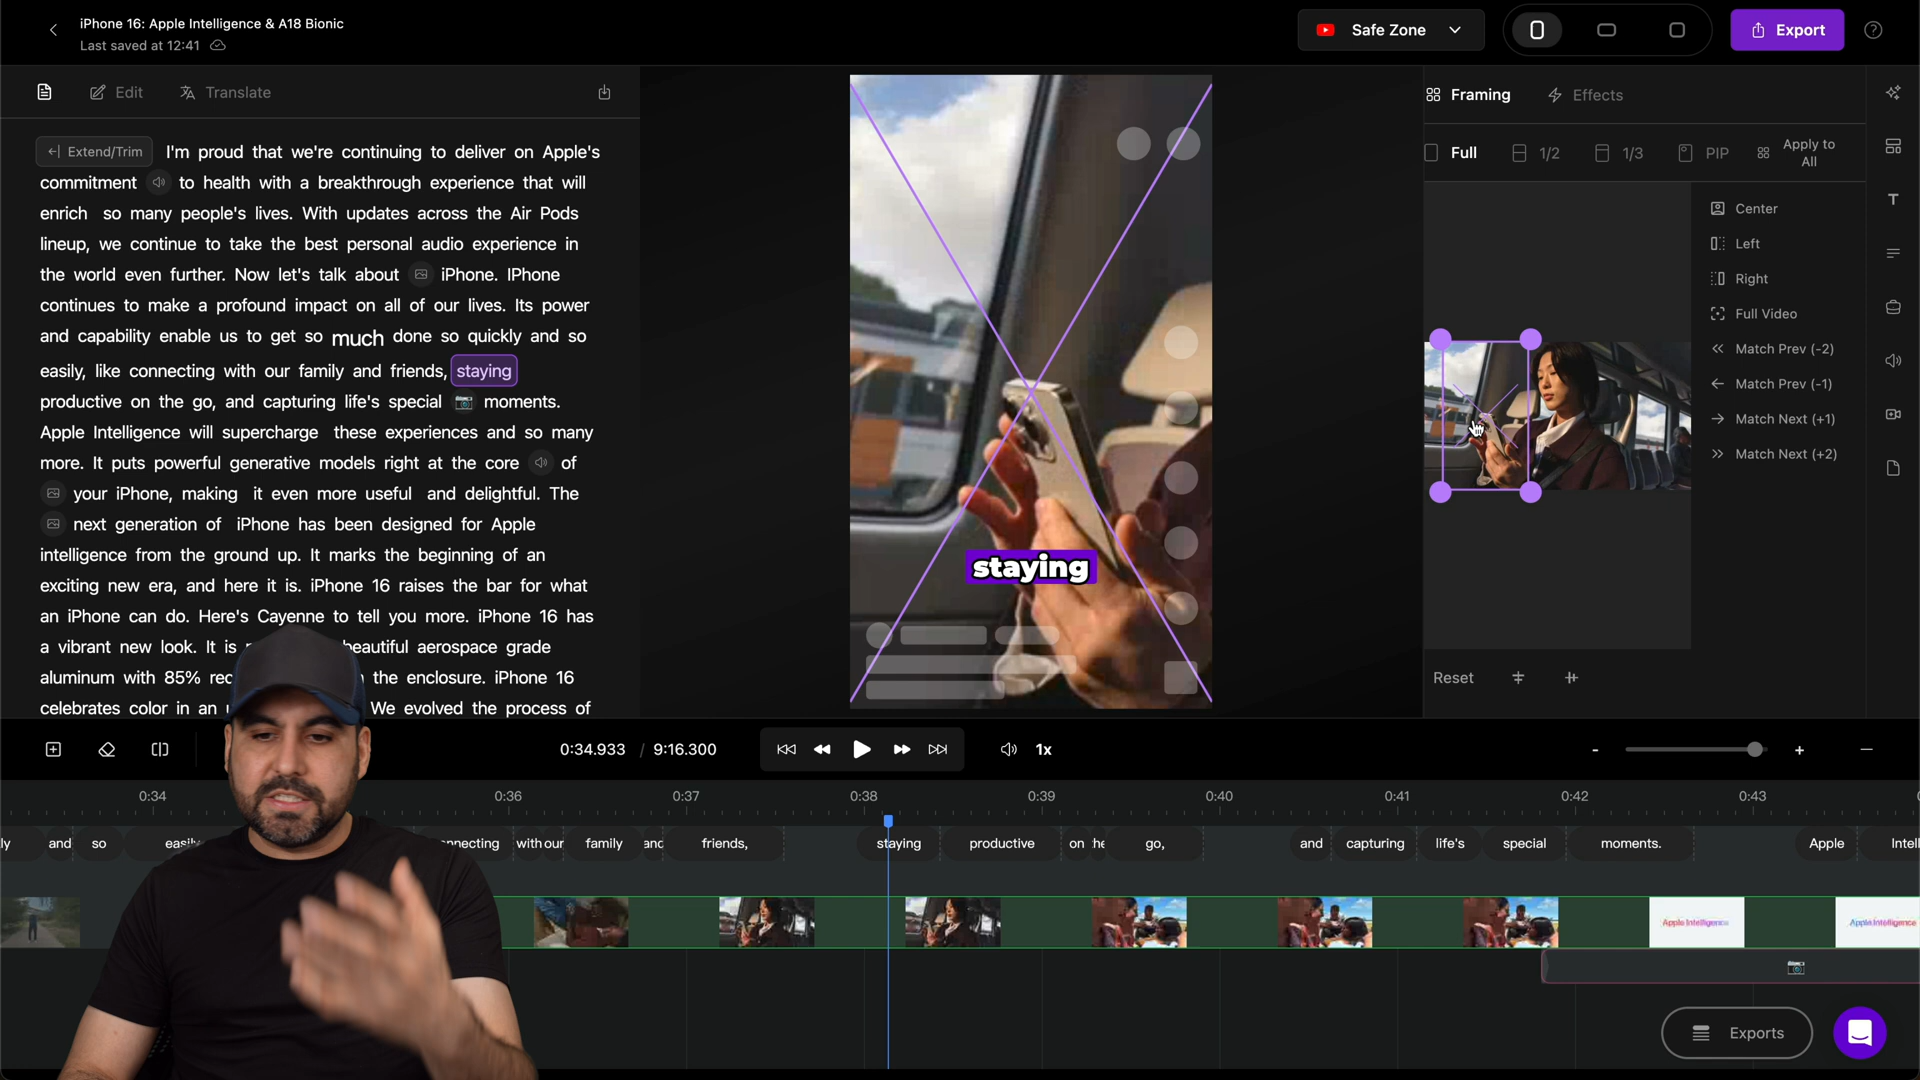 iPhone 16: Apple Intelligence & A18 Bionic
Last saved at 12:41
Safe Zone
Export
Edit
Translate
Framing
Effects
Full
1/2
1/3
PIP
Apply to
All
Extend/Trim I'm proud that we're continuing to deliver on Apple's
commitment to health with a breakthrough experience that will
enrich so many people's lives. With updates across the Air Pods
lineup, we continue to take the best personal audio experience in
the world even further. Now let's talk about iPhone. IPhone
continues to make a profound impact on all of our lives. Its power
and capability enable us to get so much done so quickly and so
easily, like connecting with our family and friends, staying
productive on the go, and capturing life's special 📷 moments.
Apple Intelligence will supercharge these experiences and so many
more. It puts powerful generative models right at the core of
your iPhone, making it even more useful and delightful. The
next generation of iPhone has been designed for Apple
intelligence from the ground up. It marks the beginning of an
exciting new era, and here it is. iPhone 16 raises the bar for what
an iPhone can do. Here's Cayenne to tell you more. iPhone 16 has
a vibrant new look. It is beautiful aerospace grade
aluminum with 85% rec the enclosure. iPhone 16
celebrates color in an We evolved the process of
staying
Center
Left
Right
Full Video
Match Prev (-2)
Match Prev (-1)
Match Next (+1)
Match Next (+2)
Reset
0:34.933 / 9:16.300
1x
- +
0:34 0:36 0:37 0:38 0:39 0:40 0:41 0:42 0:43
ly and so easily connecting with our family and friends, staying productive on he go, and capturing life's special moments. Apple Intell
Apple Intelligence
Apple Intelligence
Exports